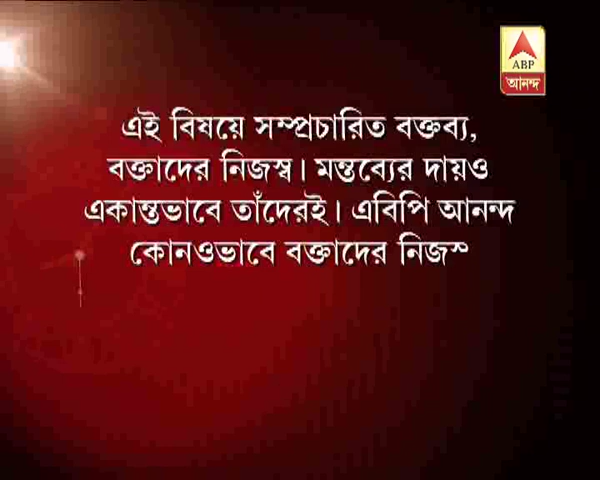 ABP
আনন্দ
এই বিষয়ে সম্প্রচারিত বক্তব্য,
বক্তাদের নিজস্ব। মন্তব্যের দায়ও
একান্তভাবে তাঁদেরই। এবিপি আনন্দ
কোনওভাবে বক্তাদের